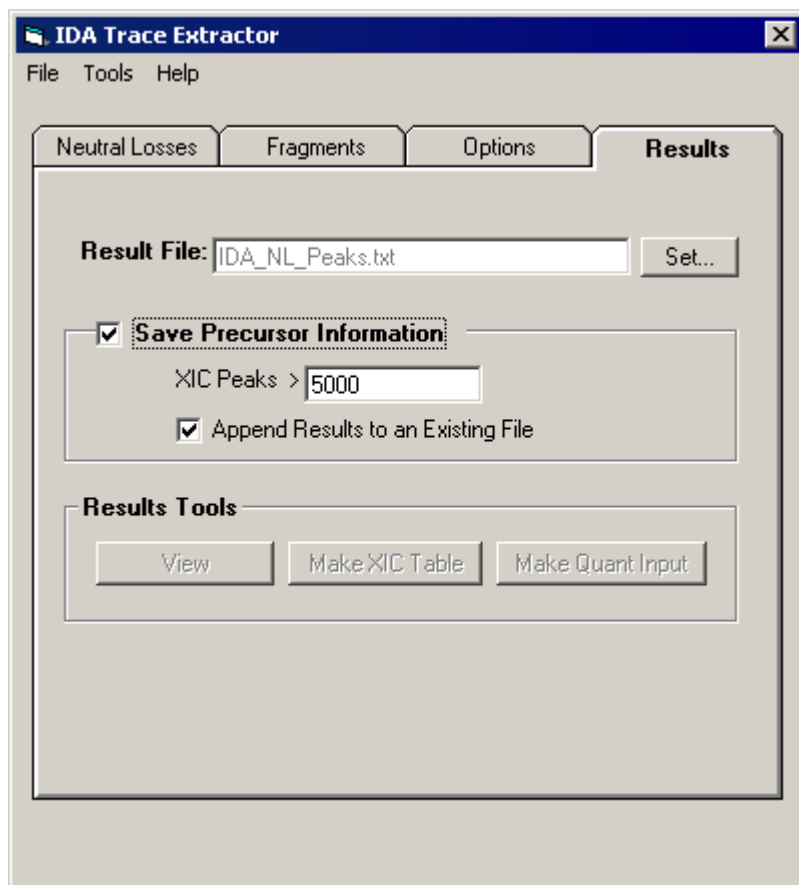 IDA Trace Extractor
File Tools Help
Neutral Losses Fragments Options Results
Result File: IDA_NL_Peaks.txt Set...
Save Precursor Information
XIC Peaks > 5000
Append Results to an Existing File
Results Tools
View Make XIC Table Make Quant Input